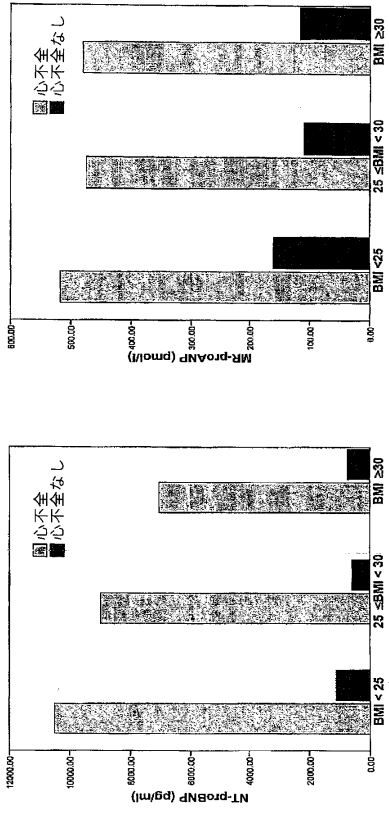 NT-proBNP (pg/ml)
12000.00
10000.00
8000.00
6000.00
4000.00
2000.00
0.00
心不全
心不全なし
BMI < 25
25 ≤BMI < 30
BMI ≥30
MR-proANP (pmol/l)
600.00
500.00
400.00
300.00
200.00
100.00
0.00
心不全
心不全なし
BMI <25
25 ≤BMI < 30
BMI ≥30